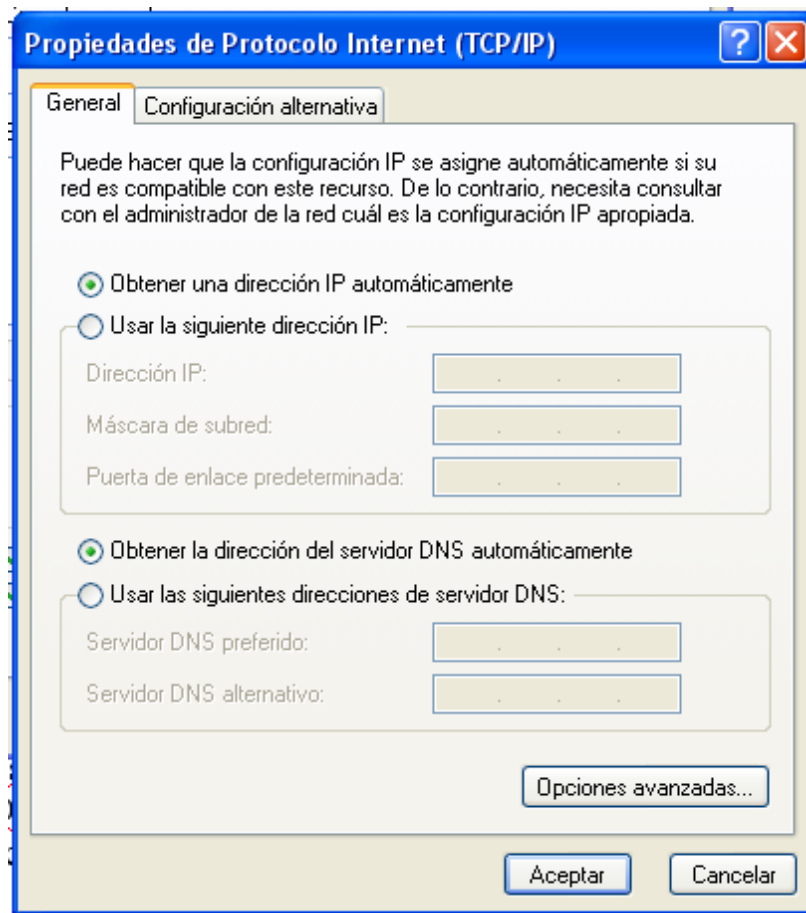 Propiedades de Protocolo Internet (TCP/IP)
General
Configuración alternativa
Puede hacer que la configuración IP se asigne automáticamente si su
red es compatible con este recurso. De lo contrario, necesita consultar
con el administrador de la red cuál es la configuración IP apropiada.
Obtener una dirección IP automáticamente
Usar la siguiente dirección IP:
Dirección IP:
Máscara de subred:
Puerta de enlace predeterminada:
Obtener la dirección del servidor DNS automáticamente
Usar las siguientes direcciones de servidor DNS:
Servidor DNS preferido:
Servidor DNS alternativo:
Opciones avanzadas...
Aceptar
Cancelar